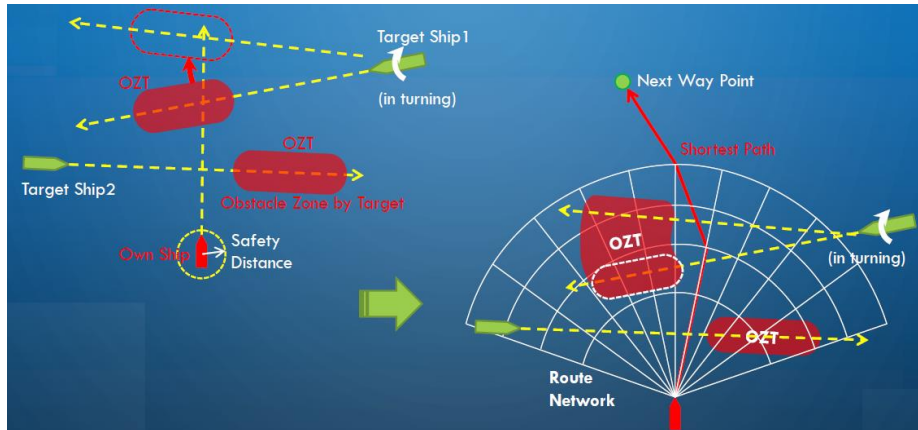 Target Ship1
OZT
(in turning)
OZT
Target Ship2
Obstacle Zone by Target
Own Ship
Safety
Distance
Next Way Point
Shortest Path
OZT
(in turning)
OZT
Route
Network